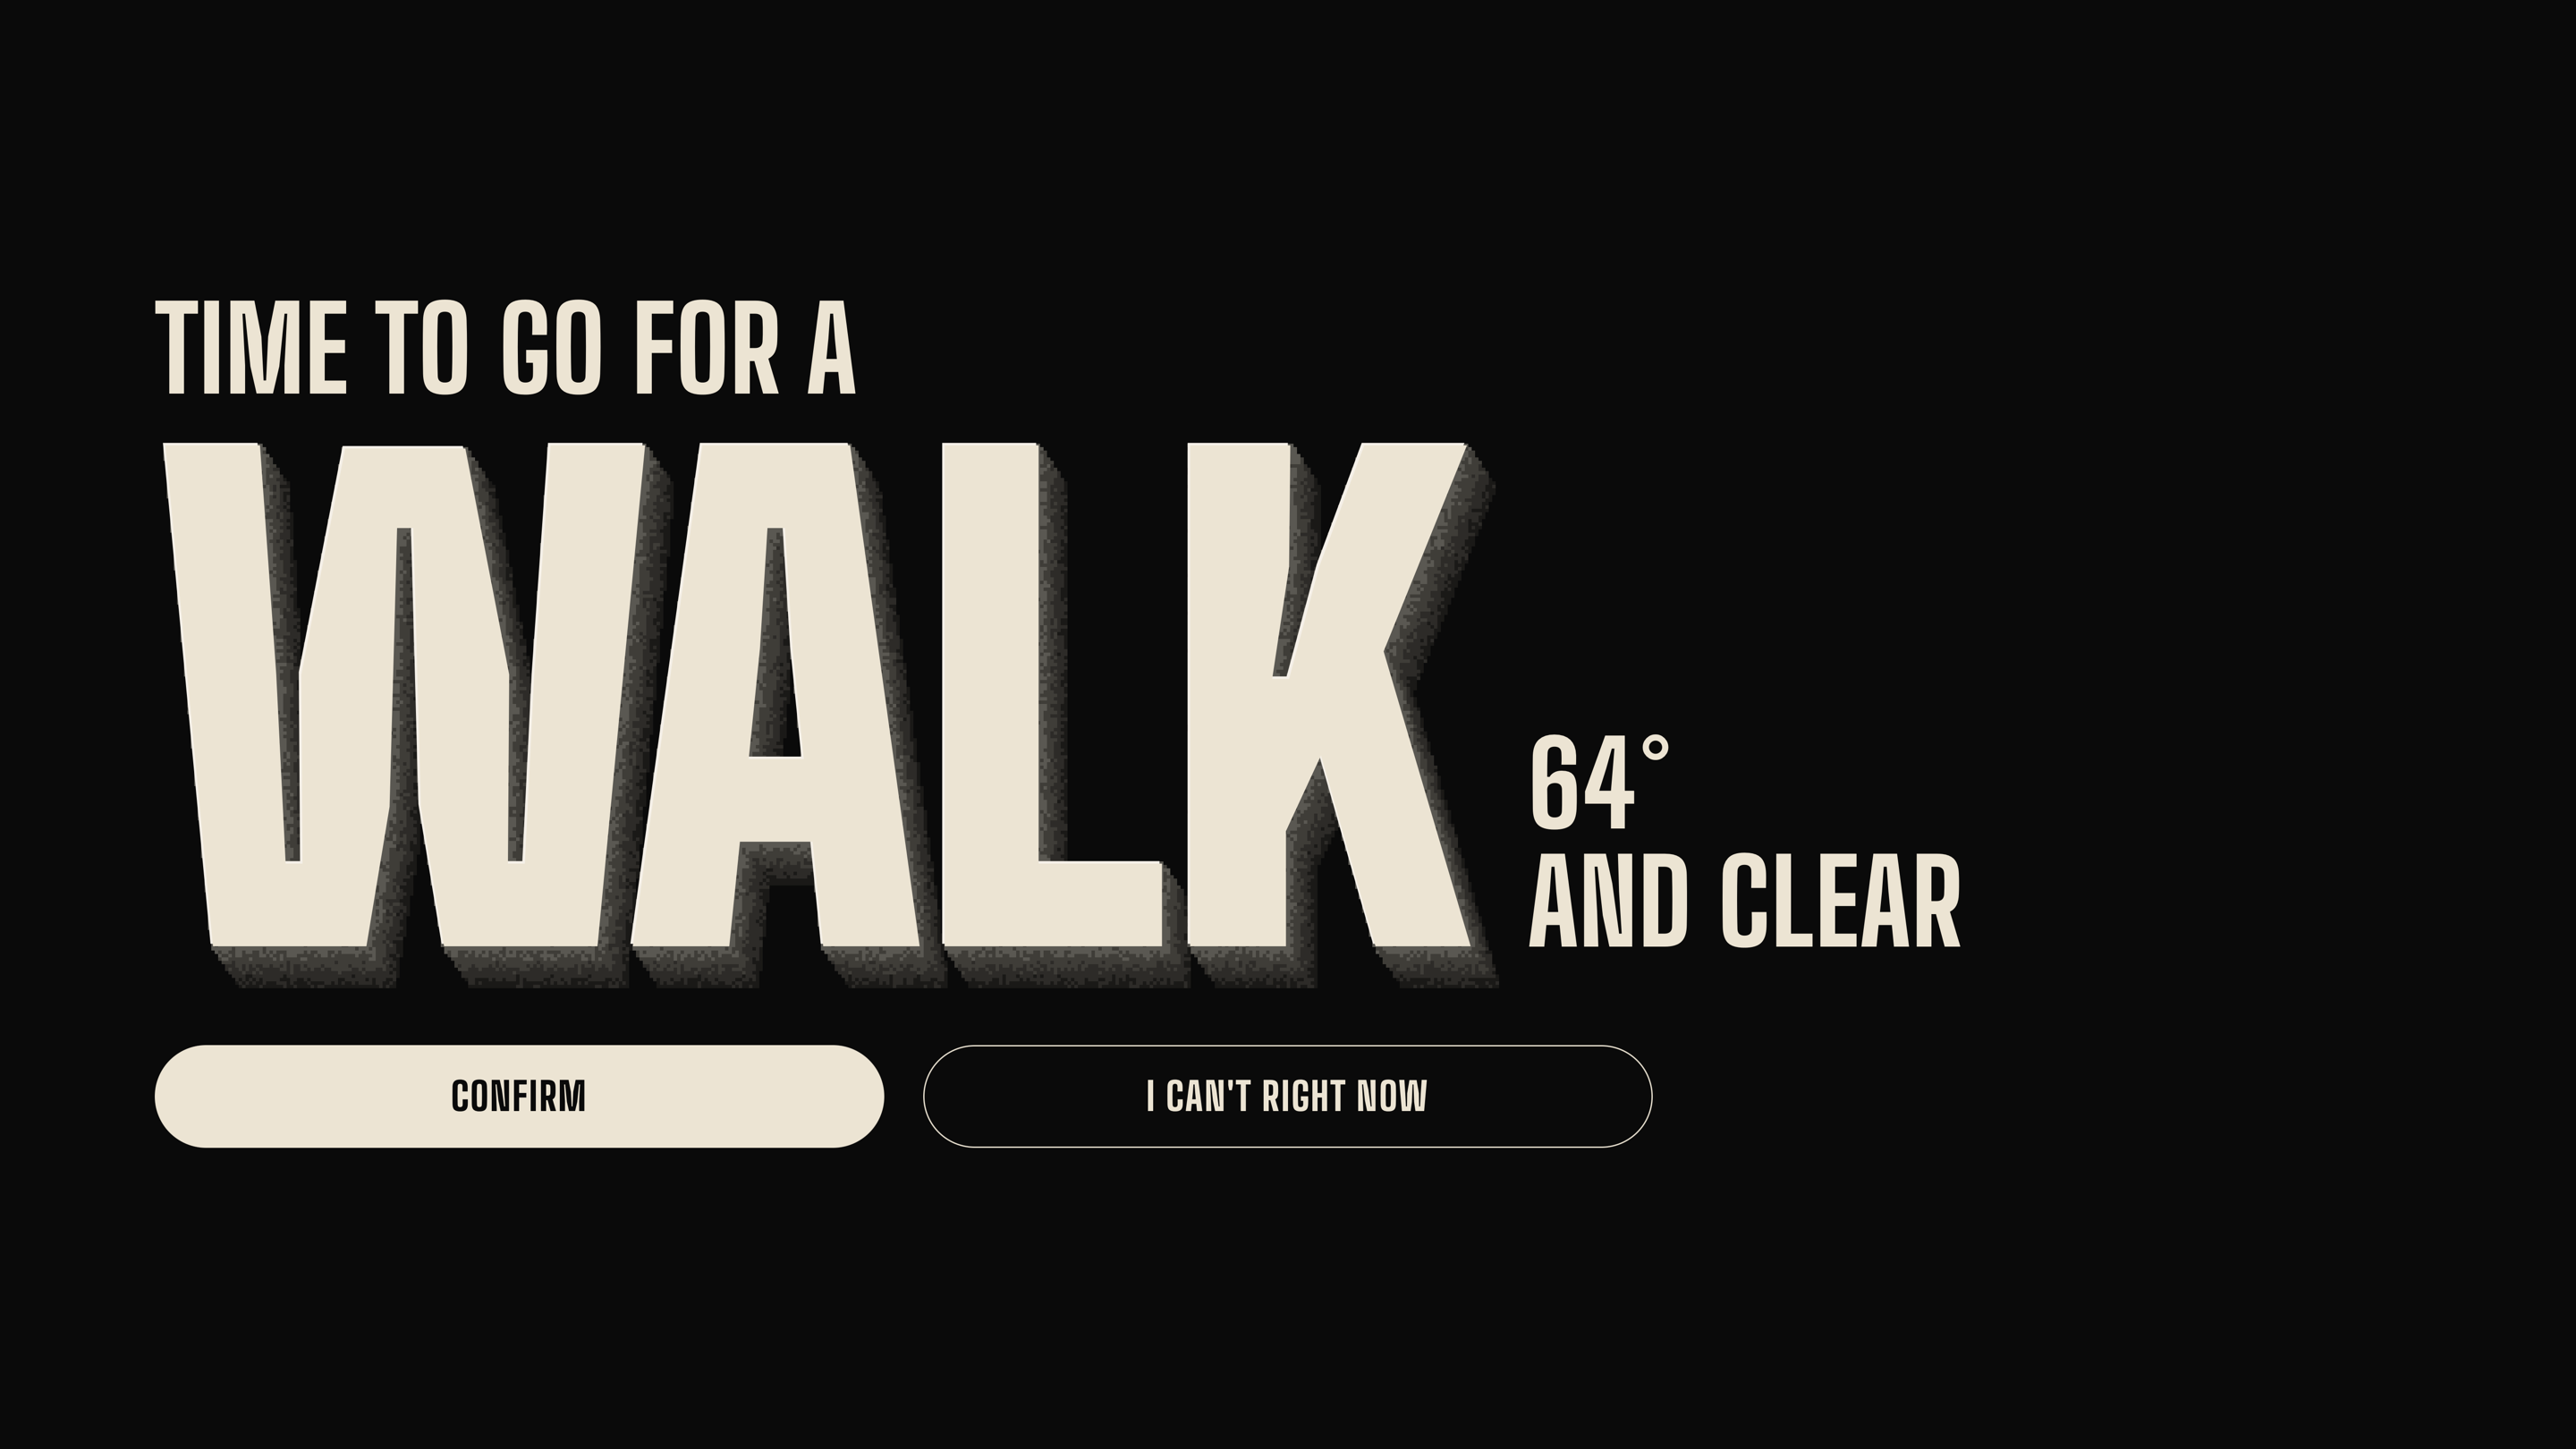 TIME TO GO FOR A
WALK
64°
AND CLEAR
CONFIRM
I CAN'T RIGHT NOW